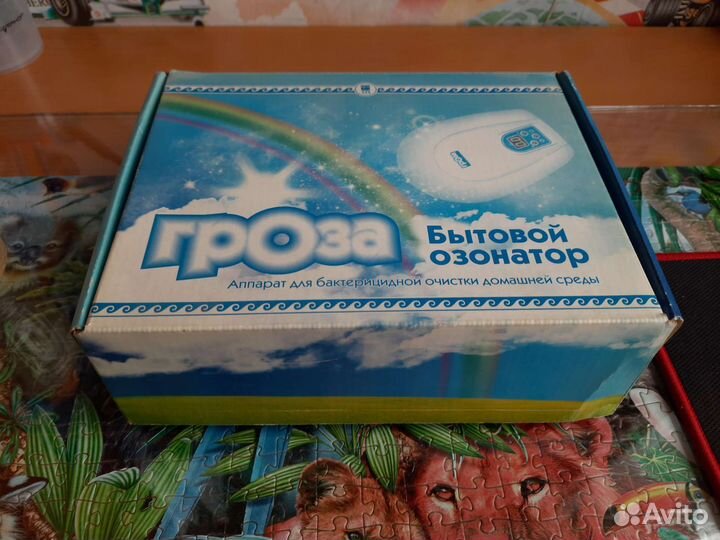 гроза
Бытовой
озонатор
Аппарат для бактерицидной очистки домашней среды
Avito